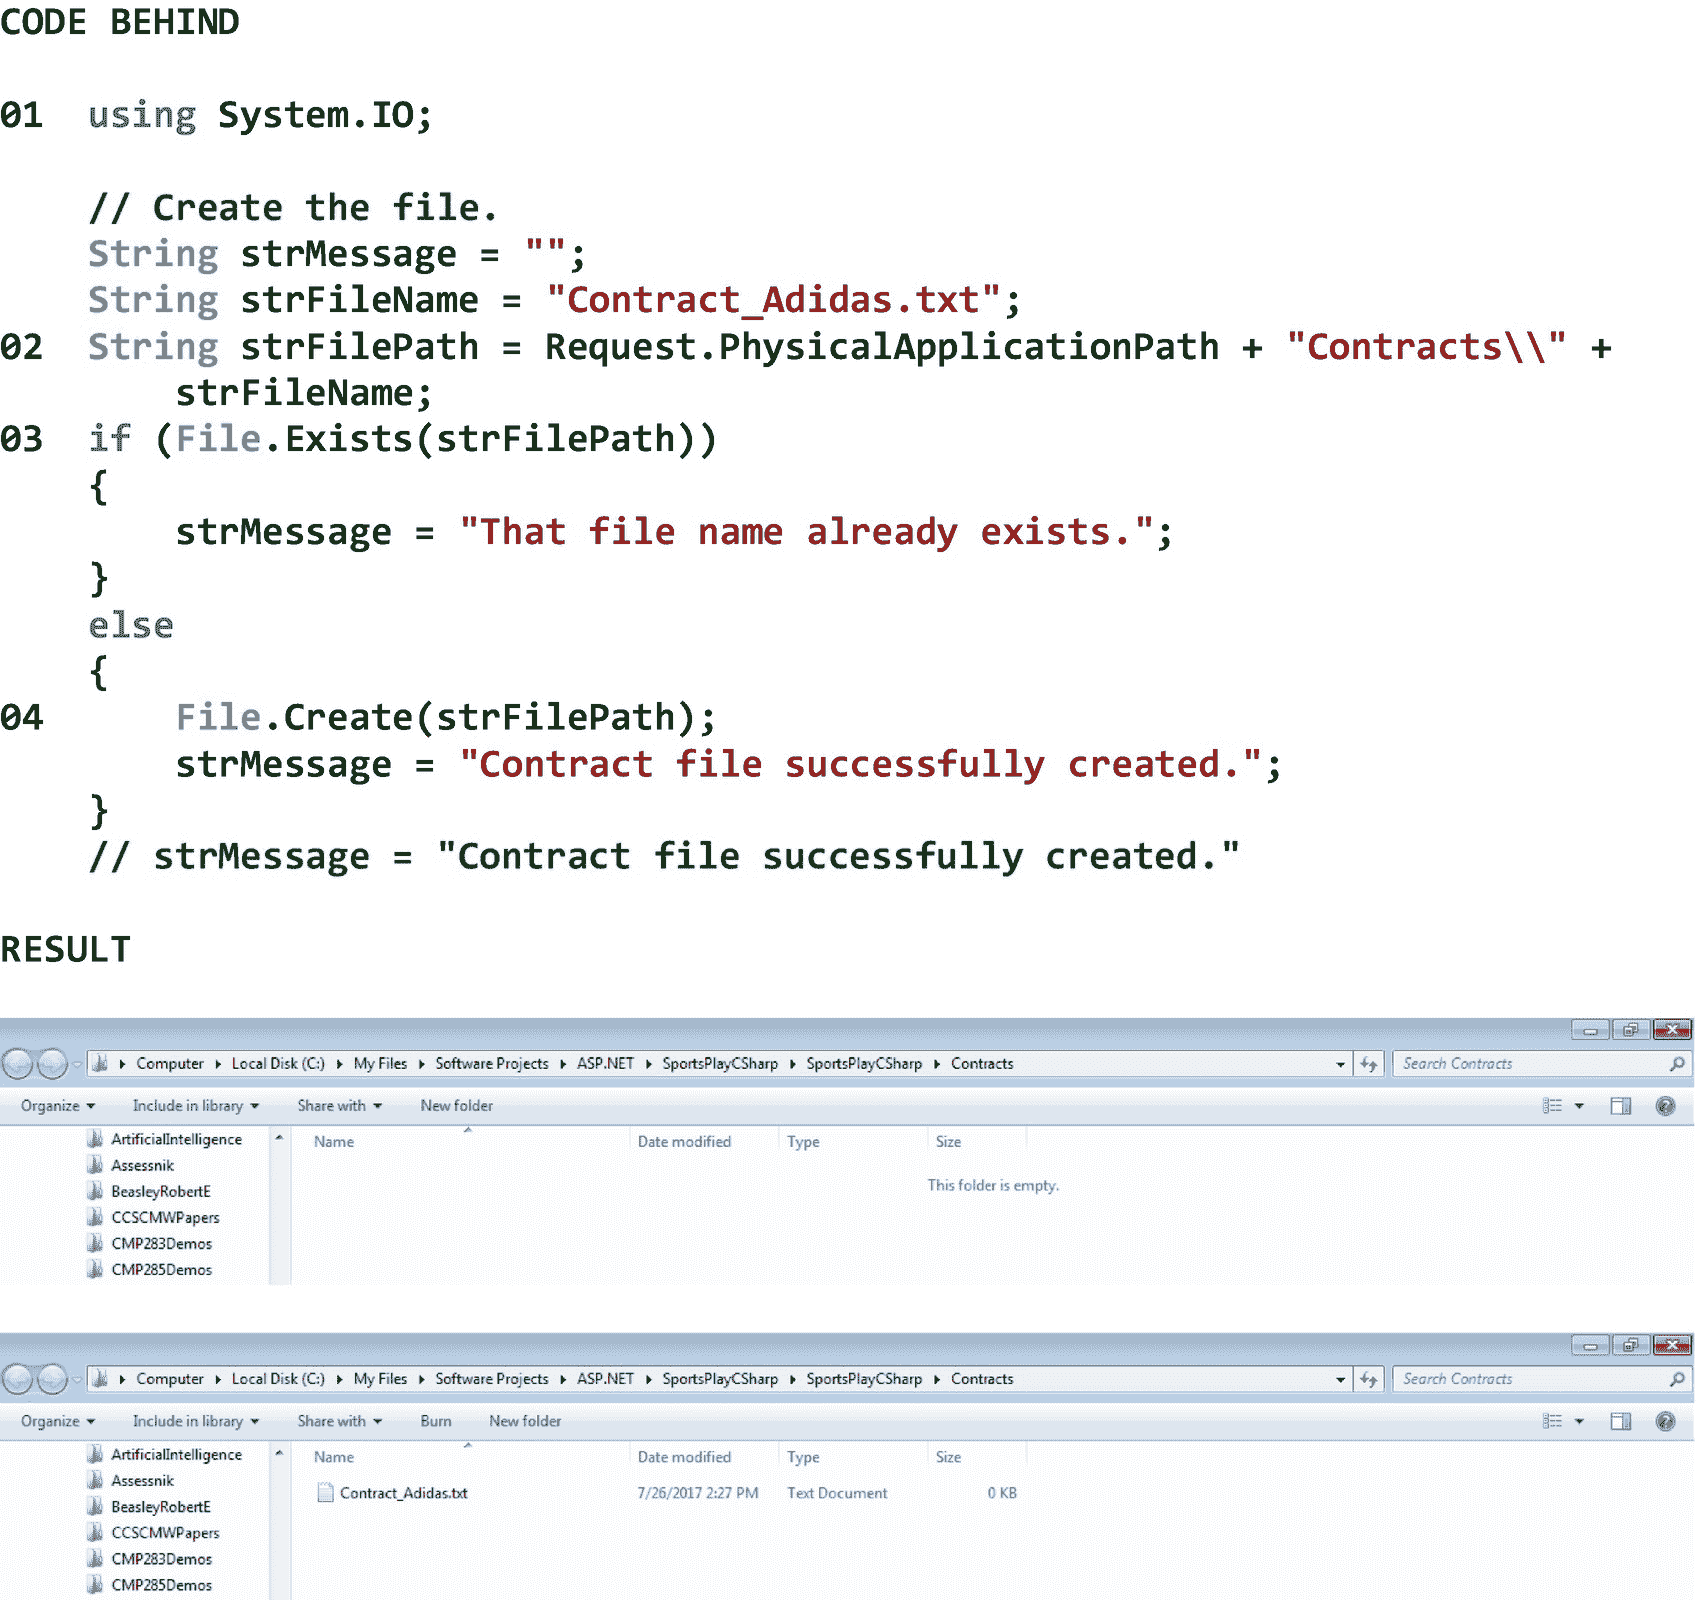 CODE BEHIND
01 using System.IO;
// Create the file.
String strMessage = "";
String strFileName = "Contract_Adidas.txt";
02 String strFilePath = Request.PhysicalApplicationPath + "Contracts\\" +
strFileName;
03 if (File.Exists(strFilePath))
{
strMessage = "That file name already exists.";
}
else
{
04 File.Create(strFilePath);
strMessage = "Contract file successfully created.";
}
// strMessage = "Contract file successfully created."
RESULT
Computer Local Disk (C:) My Files Software Projects ASP.NET SportsPlayCSharp SportsPlayCSharp Contracts Search Contracts
Organize Include in library Share with New folder
ArtificialIntelligence Name Date modified Type Size
Assessnik
This folder is empty.
BeasleyRobertE
CCSCMWPapers
CMP283Demos
CMP285Demos
Computer Local Disk (C:) My Files Software Projects ASP.NET SportsPlayCSharp SportsPlayCSharp Contracts Search Contracts
Organize Include in library Share with Burn New folder
ArtificialIntelligence Name Date modified Type Size
Assessnik
Contract_Adidas.txt 7/26/2017 2:27 PM Text Document 0 KB
BeasleyRobertE
CCSCMWPapers
CMP283Demos
CMP285Demos